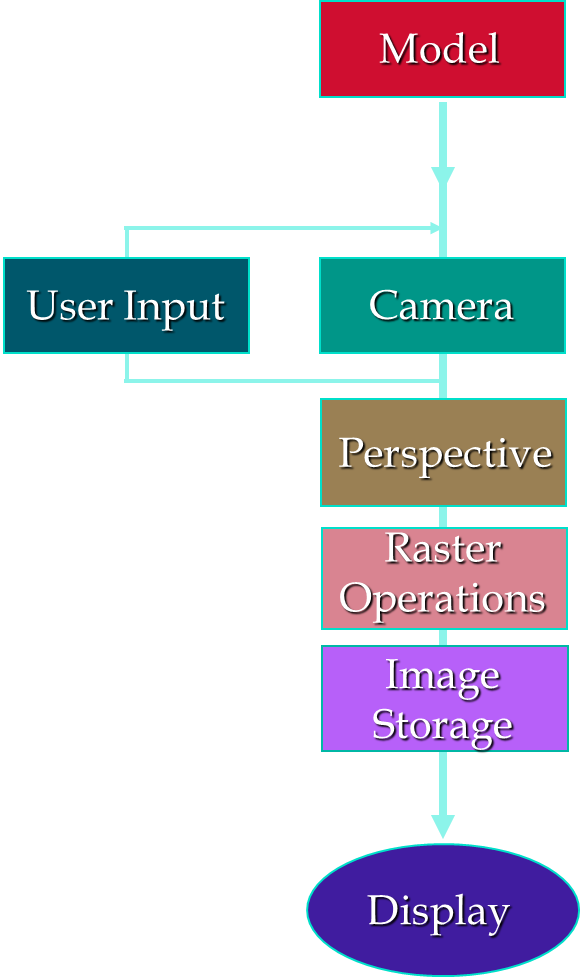 Model
User Input
Camera
Perspective
Raster
Operations
Image
Storage
Display